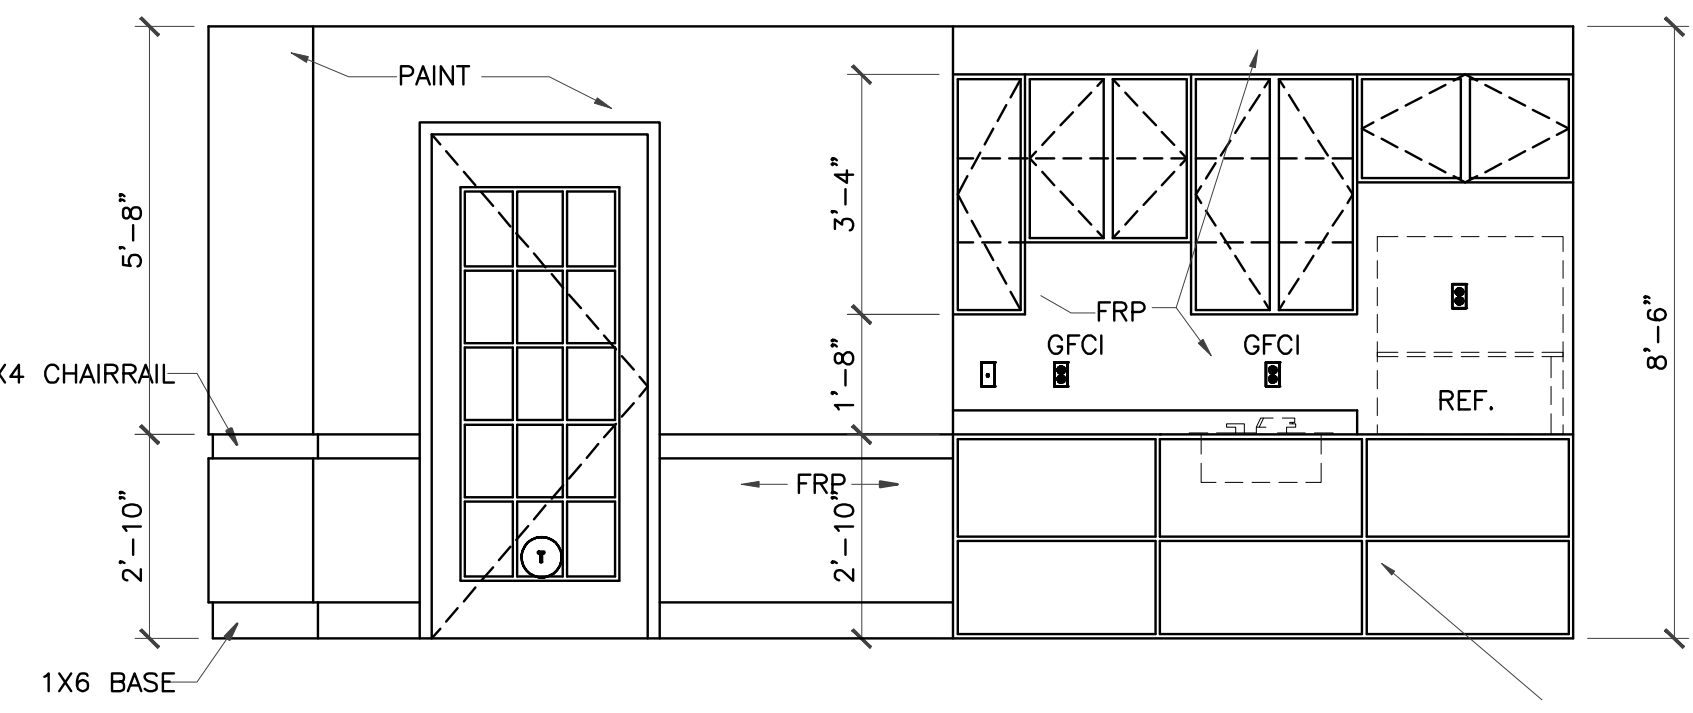 PAINT
5'-8"
3'-4"
FRP
8'-6"
GFCI
GFCI
X4 CHAIRRAIL
1'-8"
REF.
FRP
2'-10"
2'-10"
T
1X6 BASE